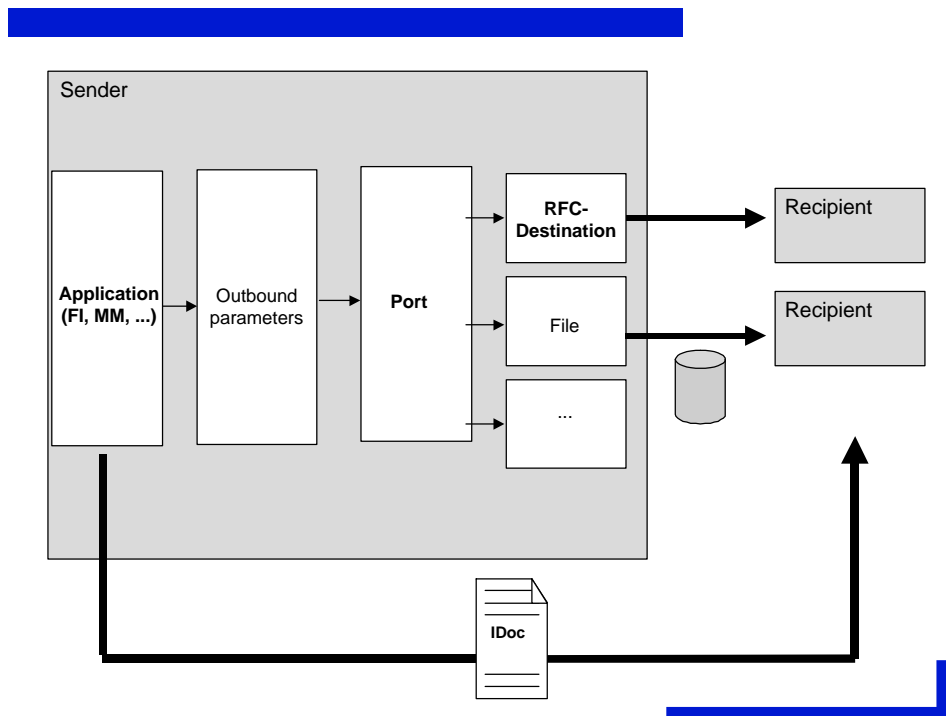 Sender
Application
(FI, MM, ...)
Outbound
parameters
Port
RFC-
Destination
File
...
Recipient
Recipient
IDoc